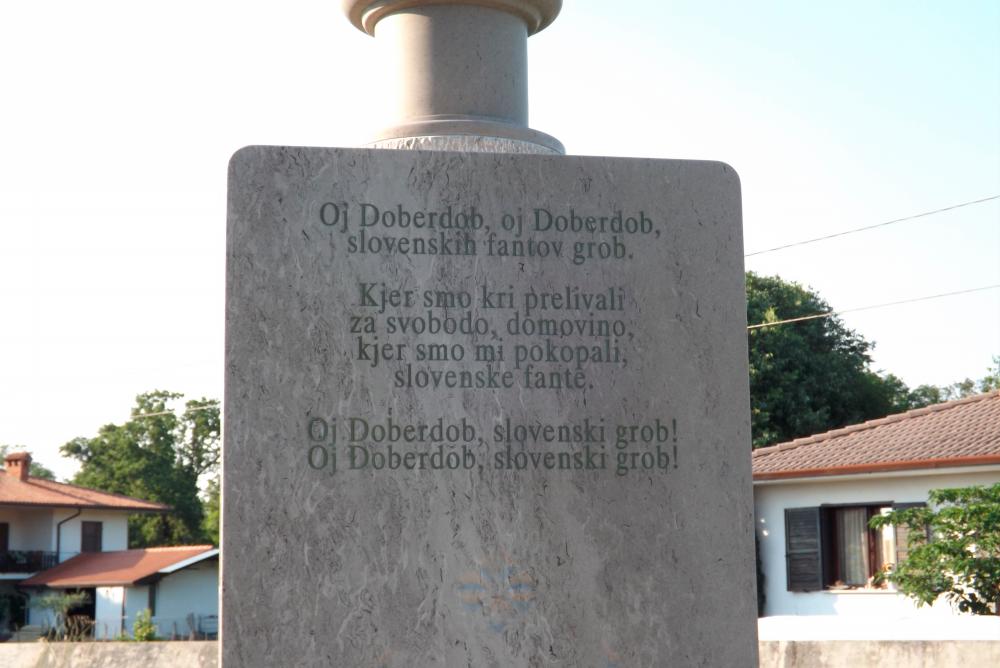 Oj Doberdob, oj Doberdob,
slovenskih fantov grob.
Kjer smo kri prelivali
za svobodo, domovino,
kjer smo mi pokopali,
slovenske fante.
Oj Doberdob, slovenski grob!
Oj Doberdob, slovenski grob!